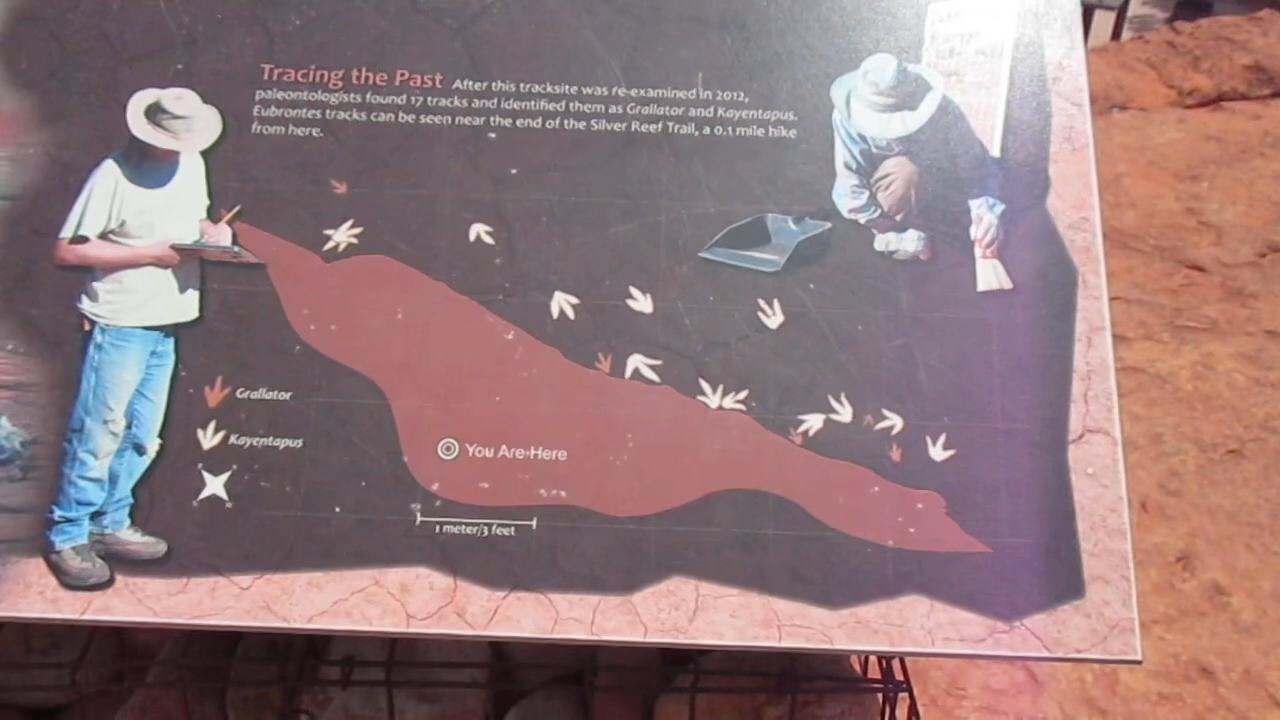 Tracing the Past After this tracksite was re-examined in 2012,
paleontologists found 17 tracks and identified them as Grallator and Kayentapus.
Eubrontes tracks can be seen near the end of the Silver Reef Trail, a 0.1 mile hike
from here.
Grallator
Kayentapus
You Are Here
1 meter/3 feet